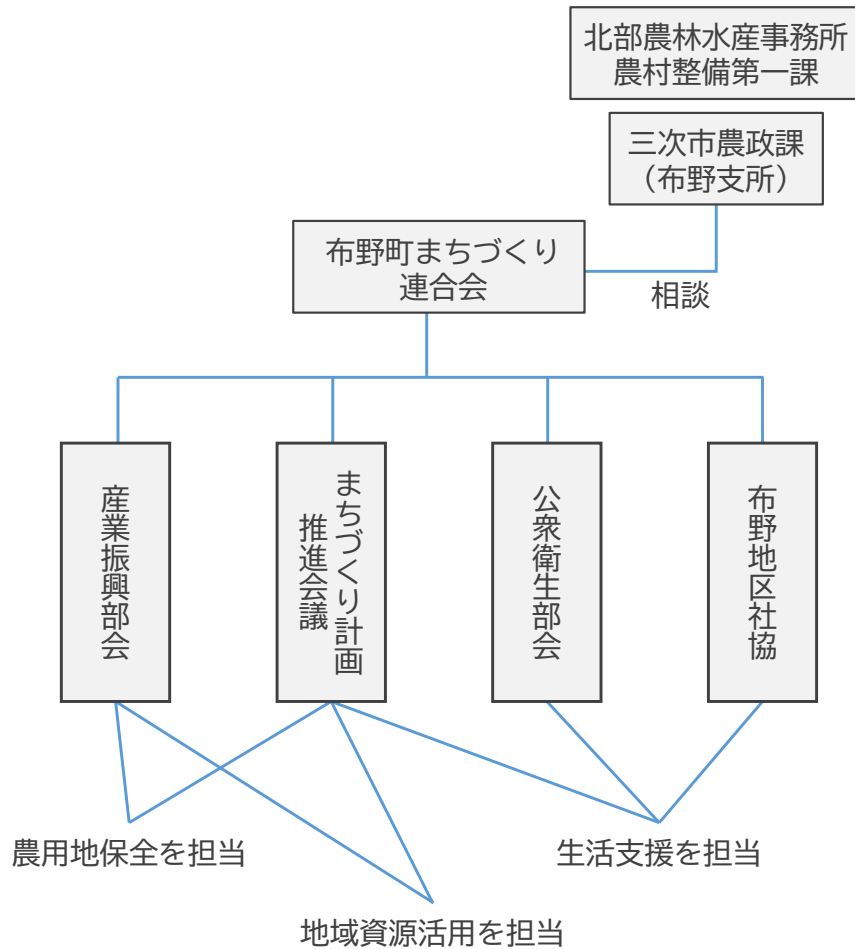 北部農林水産事務所
農村整備第一課
三次市農政課
（布野支所）
布野町まちづくり
連合会
相談
産業振興部会
まちづくり計画
推進会議
公衆衛生部会
布野地区社協
農用地保全を担当
生活支援を担当
地域資源活用を担当